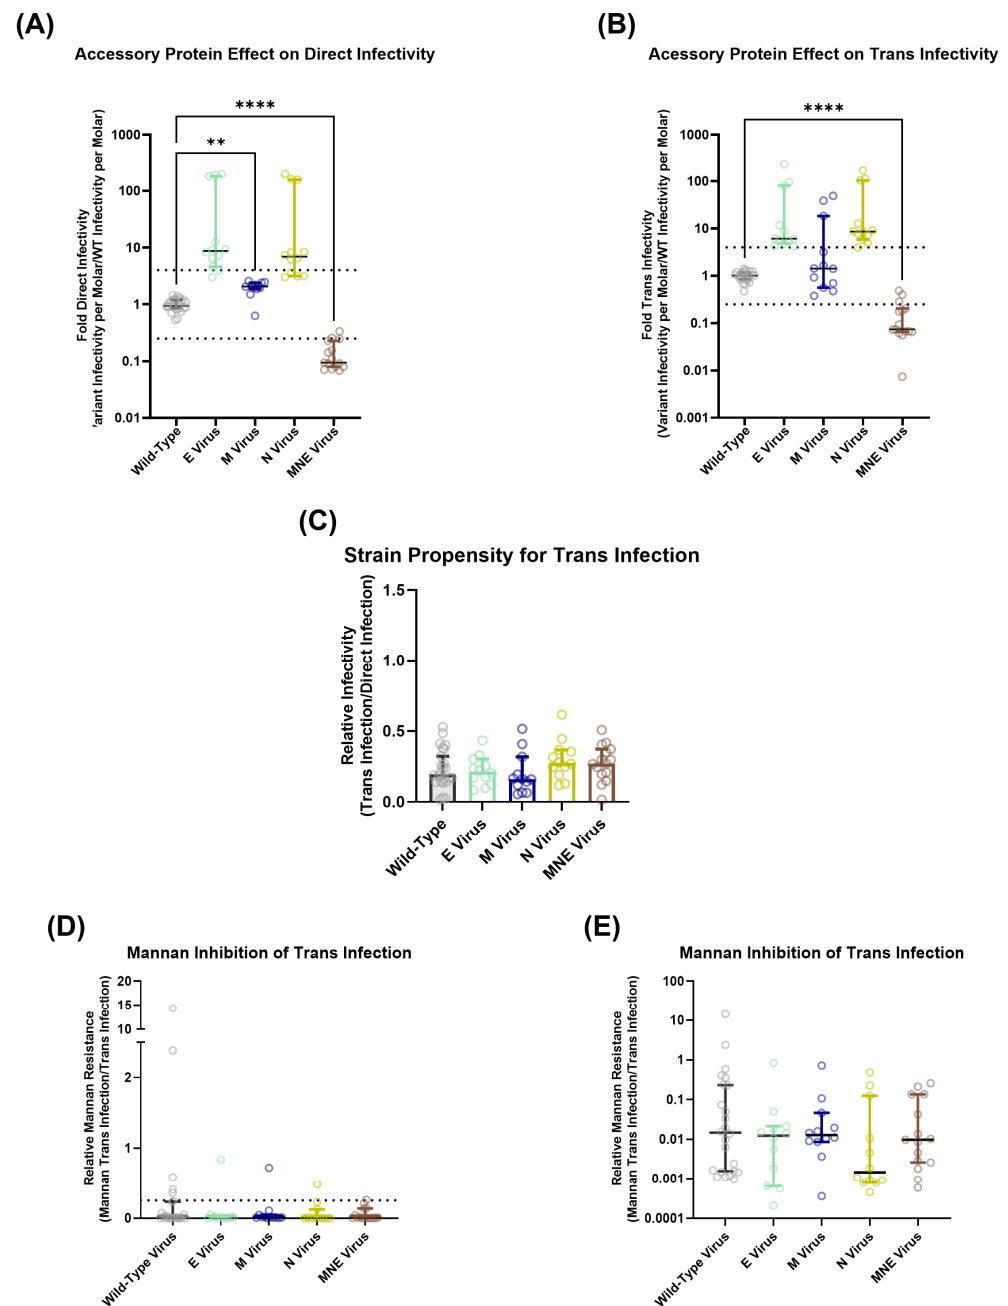 (A)
Accessory Protein Effect on Direct Infectivity
Fold Direct Infectivity
ariant Infectivity per Molar/WT Infectivity per Molar)
1000
100
10
1
0.1
0.01
****
**
Wild-Type
E Virus
M Virus
N Virus
MNE Virus
(B)
Acessory Protein Effect on Trans Infectivity
Fold Trans Infectivity
(Variant Infectivity per Molar/WT Infectivity per Molar)
1000
100
10
1
0.1
0.01
0.001
****
Wild-Type
E Virus
M Virus
N Virus
MNE Virus
(C)
Strain Propensity for Trans Infection
Relative Infectivity
(Trans Infection/Direct Infection)
1.5
1.0
0.5
0.0
Wild-Type
E Virus
M Virus
N Virus
MNE Virus
(D)
Mannan Inhibition of Trans Infection
Relative Mannan Resistance
(Mannan Trans Infection/Trans Infection)
20
15
10
2
1
0
Wild-Type Virus
E Virus
M Virus
N Virus
MNE Virus
(E)
Mannan Inhibition of Trans Infection
Relative Mannan Resistance
(Mannan Trans Infection/Trans Infection)
100
10
1
0.1
0.01
0.001
0.0001
Wild-Type Virus
E Virus
M Virus
N Virus
MNE Virus